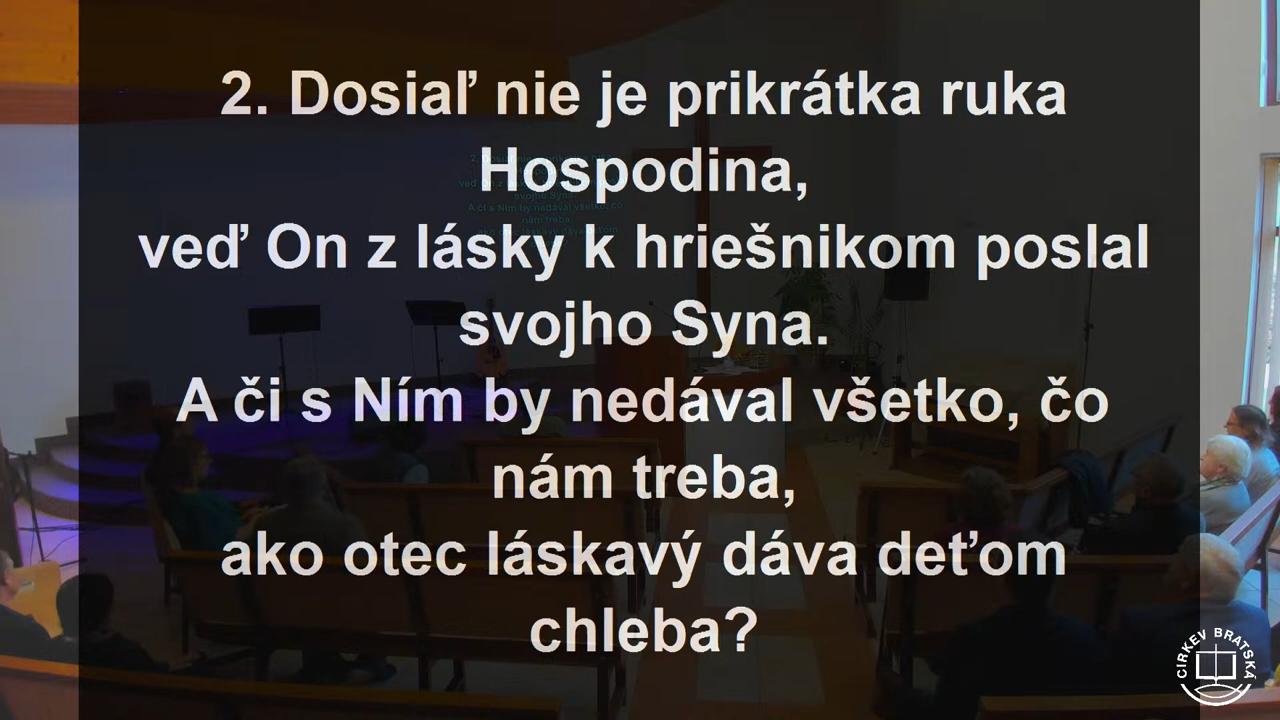 2. Dosiaľ nie je prikrátka ruka
Hospodina,
veď On z lásky k hriešnikom poslal
svojho Syna.
A či s Ním by nedával všetko, čo
nám treba,
ako otec láskavý dáva deťom
chleba?
CIRKEV BRATSKÁ